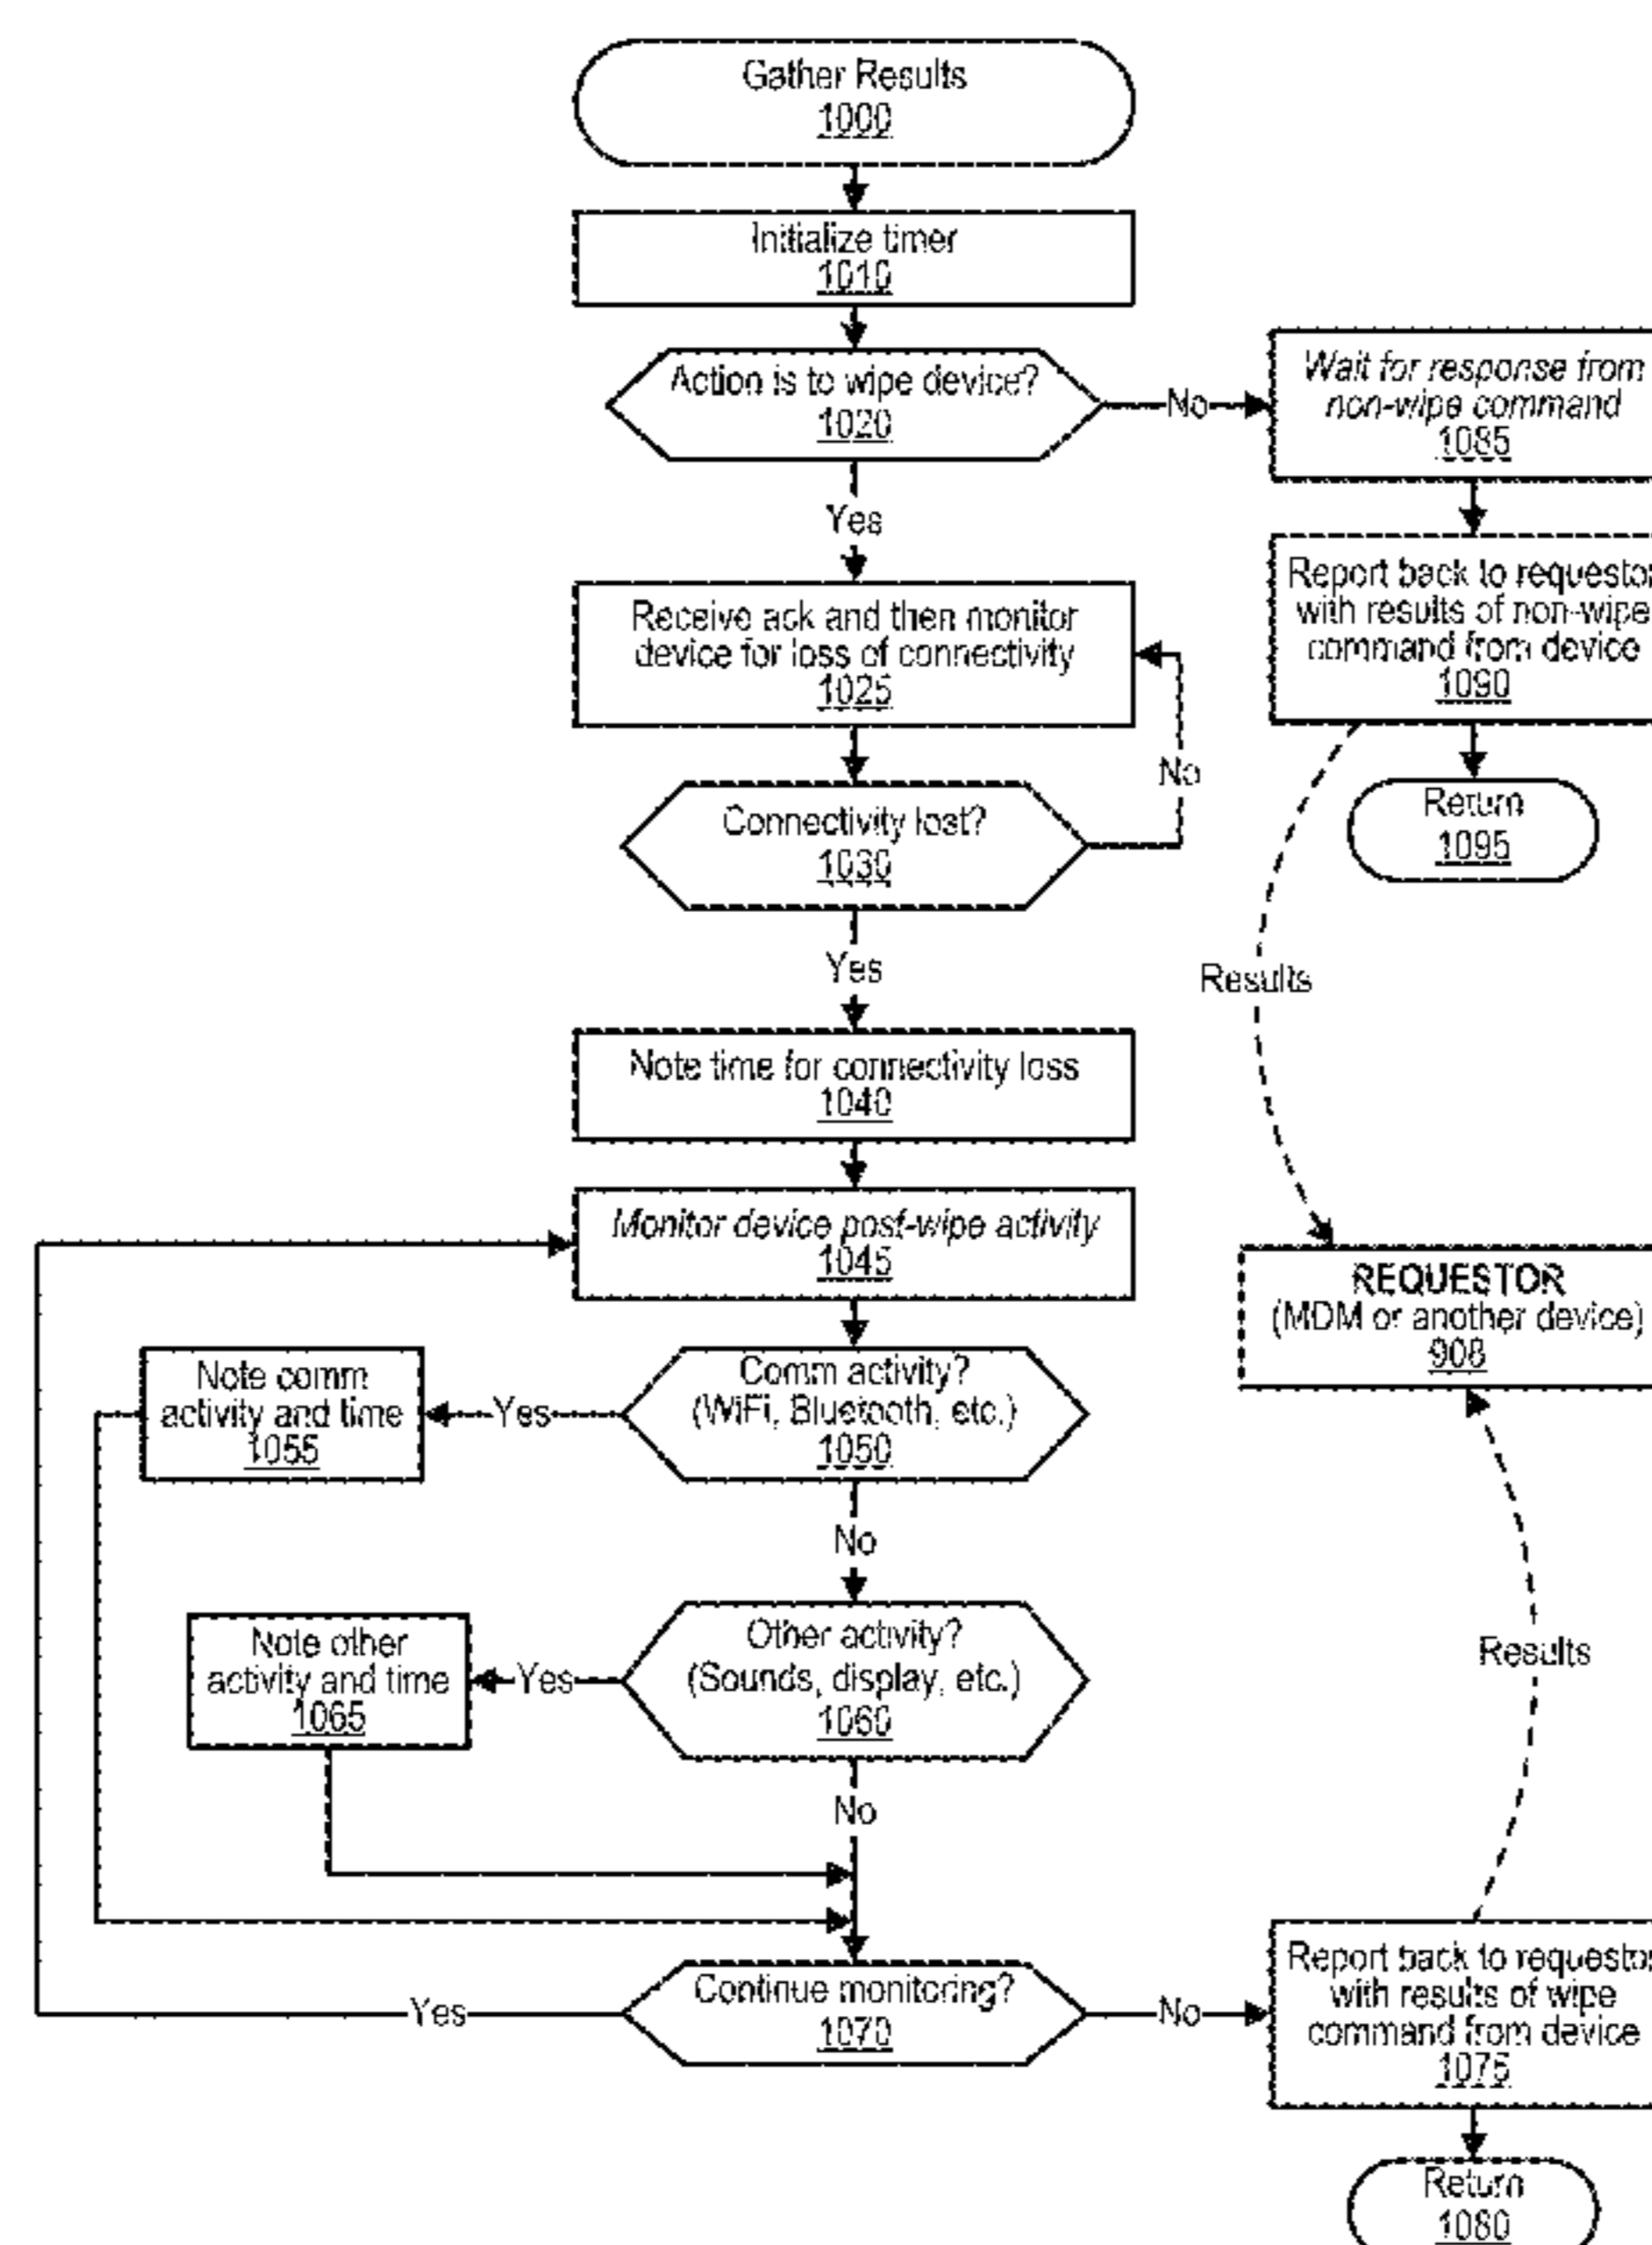 Gather Results
1000
Initialize timer
1010
Action is to wipe device?
1020
No
Wait for response from
non-wipe command
1085
Yes
Report back to requestor
with results of non-wipe
command from device
1090
Receive ack and then monitor
device for loss of connectivity
1025
No
Return
1095
Connectivity lost?
1030
Yes
Results
Note time for connectivity loss
1040
Monitor device post-wipe activity
1045
REQUESTOR
(MDM or another device)
908
Comm activity?
(WiFi, Bluetooth, etc.)
1050
Yes
Note comm
activity and time
1055
No
Other activity?
(Sounds, display, etc.)
1060
Yes
Note other
activity and time
1065
Results
No
Continue monitoring?
1070
Yes
No
Report back to requestor
with results of wipe
command from device
1075
Return
1080